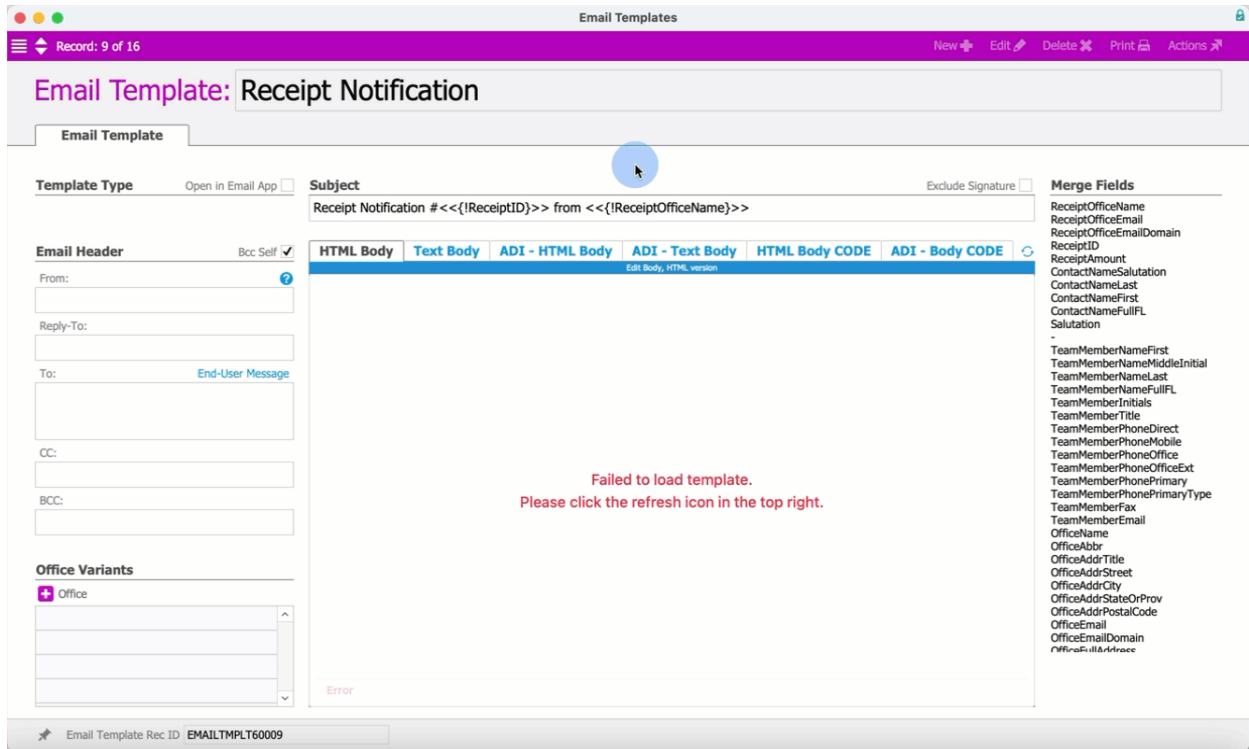 Email Templates
Record: 9 of 16
New Edit Delete Print Actions
Email Template: Receipt Notification
Email Template
Template Type Open in Email App
Email Header Bcc Self
From:
Reply-To:
To: End-User Message
CC:
BCC:
Office Variants
Office
Subject Exclude Signature
Receipt Notification #<<{!ReceiptID}>> from <<{!ReceiptOfficeName}>>
HTML Body Text Body ADI - HTML Body ADI - Text Body HTML Body CODE ADI - Body CODE
Edit Body, HTML version
Failed to load template.
Please click the refresh icon in the top right.
Error
Merge Fields
ReceiptOfficeName
ReceiptOfficeEmail
ReceiptOfficeEmailDomain
ReceiptID
ReceiptAmount
ContactNameSalutation
ContactNameLast
ContactNameFirst
ContactNameFullFL
Salutation
-
TeamMemberNameFirst
TeamMemberNameMiddleInitial
TeamMemberNameLast
TeamMemberNameFullFL
TeamMemberInitials
TeamMemberTitle
TeamMemberPhoneDirect
TeamMemberPhoneMobile
TeamMemberPhoneOffice
TeamMemberPhoneOfficeExt
TeamMemberPhonePrimary
TeamMemberPhonePrimaryType
TeamMemberFax
TeamMemberEmail
OfficeName
OfficeAbbr
OfficeAddrTitle
OfficeAddrStreet
OfficeAddrCity
OfficeAddrStateOrProv
OfficeAddrPostalCode
OfficeEmail
OfficeEmailDomain
OfficeFullAddress
Email Template Rec ID EMAILTMPLT60009